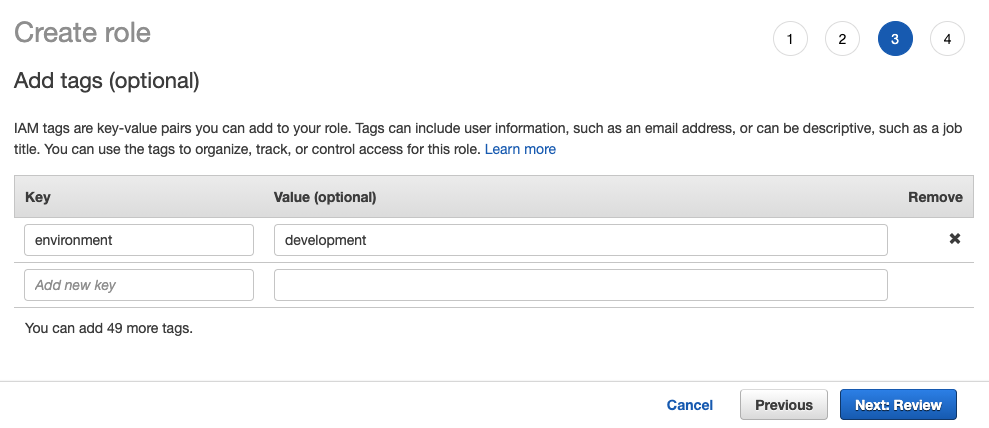 Create role
1 2 3 4
Add tags (optional)
IAM tags are key-value pairs you can add to your role. Tags can include user information, such as an email address, or can be descriptive, such as a job
title. You can use the tags to organize, track, or control access for this role. Learn more
Key Value (optional) Remove
environment development ✖
Add new key
You can add 49 more tags.
Cancel Previous Next: Review